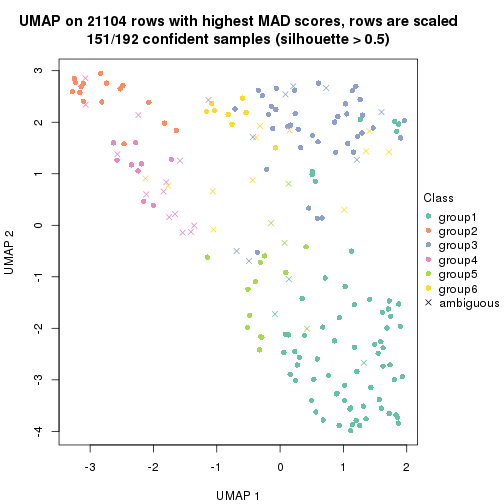 UMAP on 21104 rows with highest MAD scores, rows are scaled
151/192 confident samples (silhouette > 0.5)
3
2
1
0
-1
-2
-3
-4
UMAP 2
-3
-2
-1
0
1
2
UMAP 1
Class
group1
group2
group3
group4
group5
group6
ambiguous